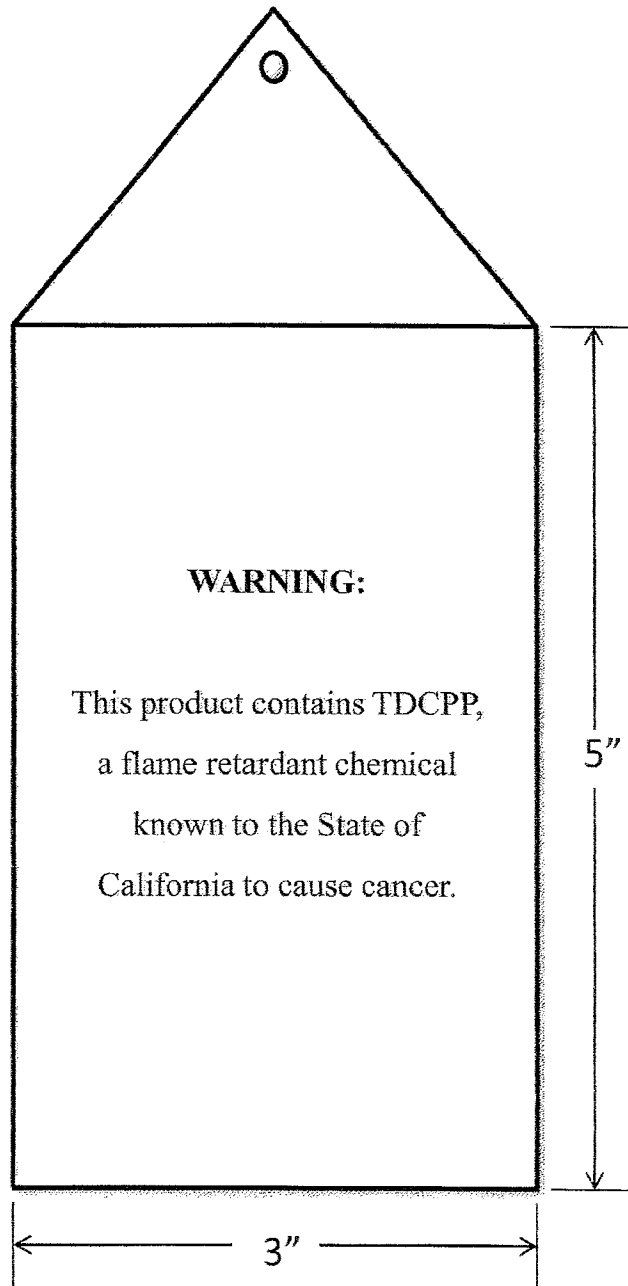 WARNING:
This product contains TDCPP,
a flame retardant chemical
known to the State of
California to cause cancer.
5"
3"